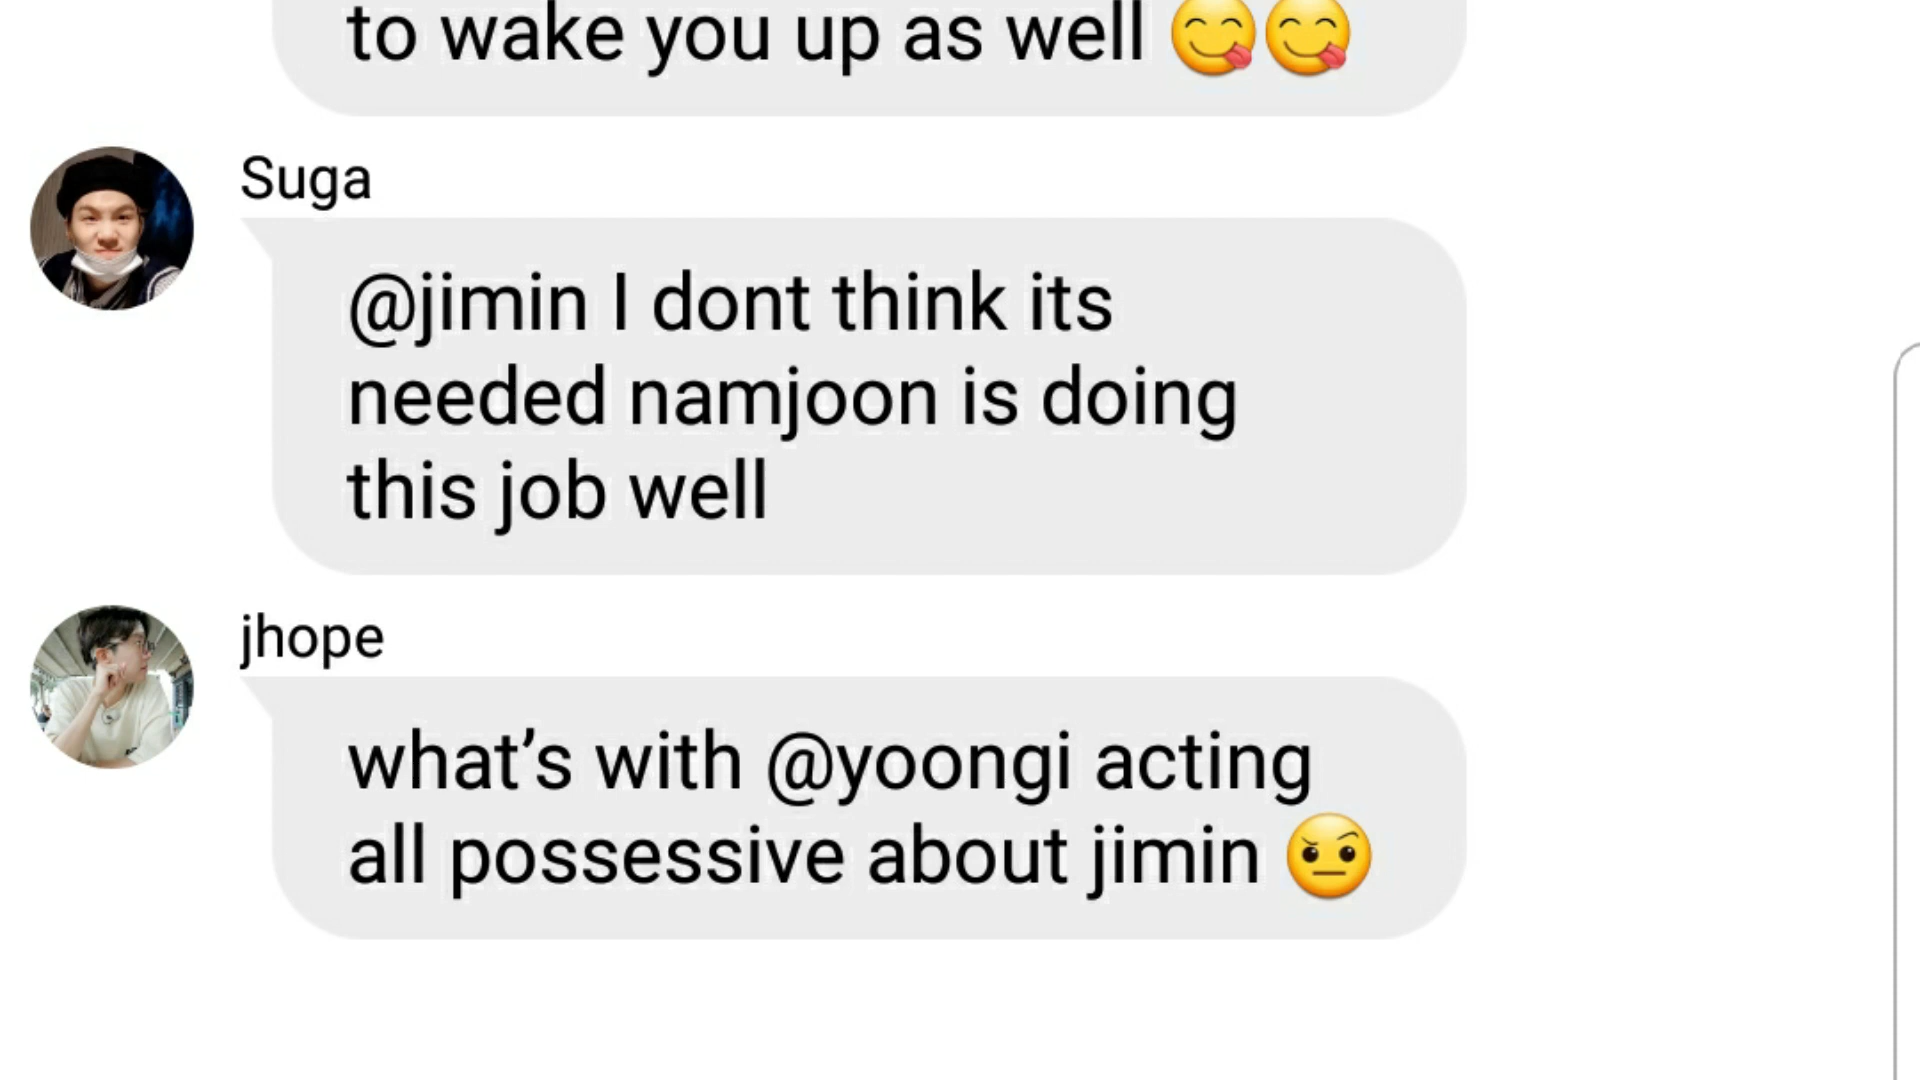 to wake you up as well 😋😋
Suga
@jimin I dont think its
needed namjoon is doing
this job well
jhope
what’s with @yoongi acting
all possessive about jimin 🤨